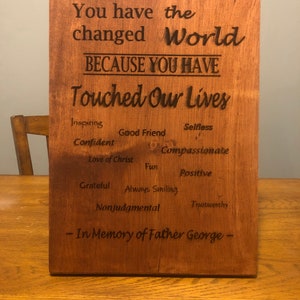 You have the
changed World
BECAUSE YOU HAVE
Touched Our Lives
Inspiring
Good Friend
Selfless
Confident
Compassionate
Love of Christ
Fun
Positive
Grateful
Always Smiling
Nonjudgmental
Trustworthy
~ In Memory of Father George ~